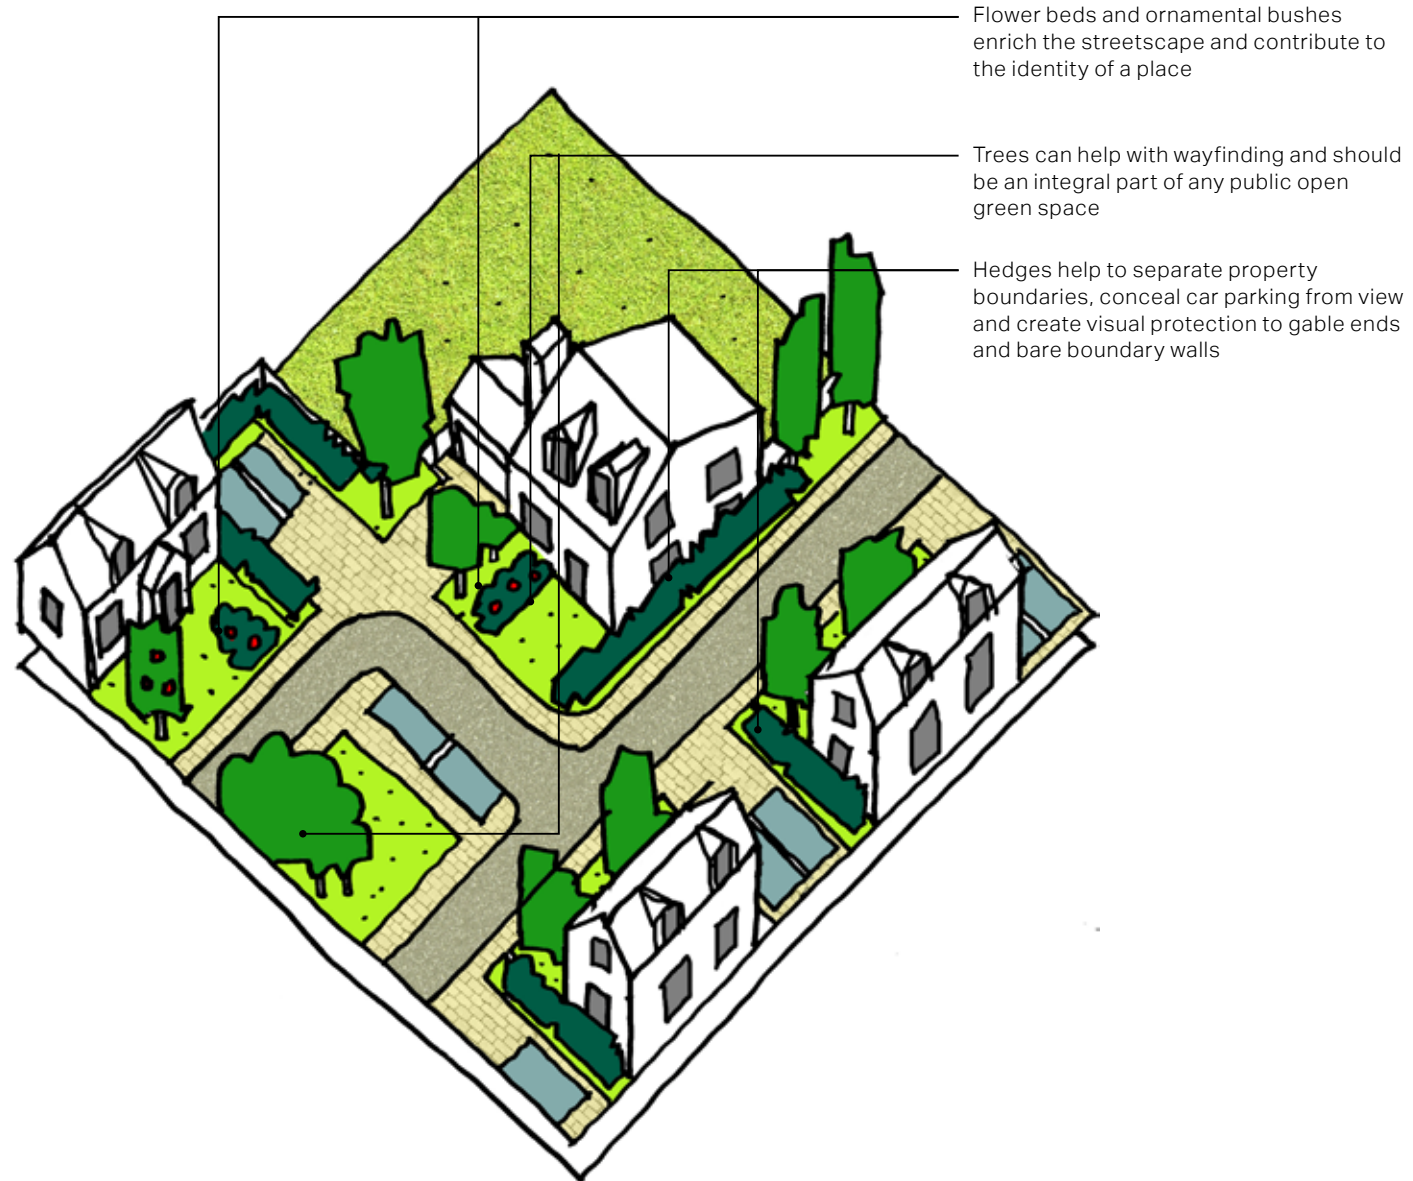 Flower beds and ornamental bushes
enrich the streetscape and contribute to
the identity of a place
Trees can help with wayfinding and should
be an integral part of any public open
green space
Hedges help to separate property
boundaries, conceal car parking from view
and create visual protection to gable ends
and bare boundary walls